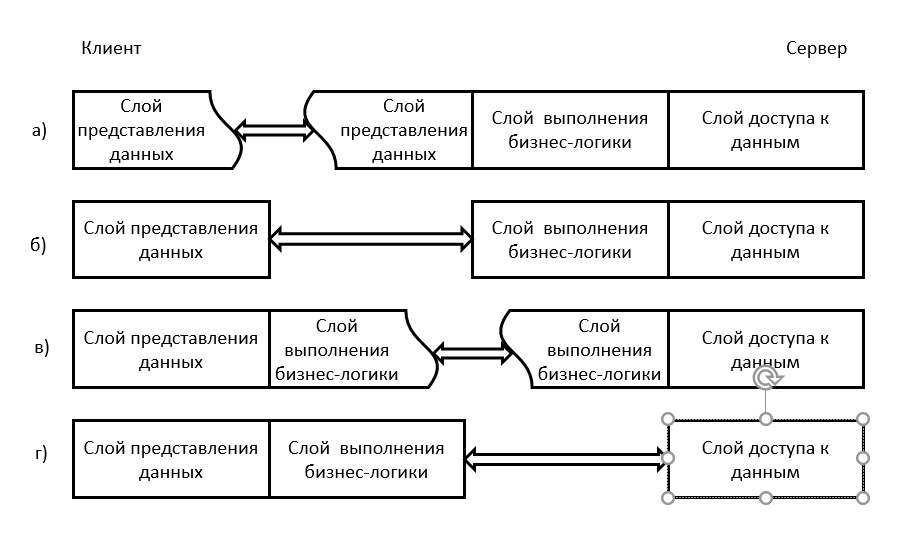 Клиент
Сервер
а)
Слой
представления
данных
Слой
представления
данных
Слой выполнения
бизнес-логики
Слой доступа к
данным
б)
Слой представления
данных
Слой выполнения
бизнес-логики
Слой доступа к
данным
в)
Слой представления
данных
Слой
выполнения
бизнес-логики
Слой
выполнения
бизнес-логики
Слой доступа к
данным
г)
Слой представления
данных
Слой выполнения
бизнес-логики
Слой доступа к
данным